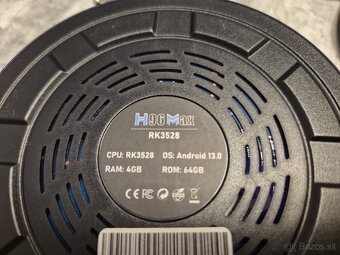 H96 Max
RK3528
CPU: RK3528 OS: Android 13.0
RAM: 4GB ROM: 64GB
bazos.sk